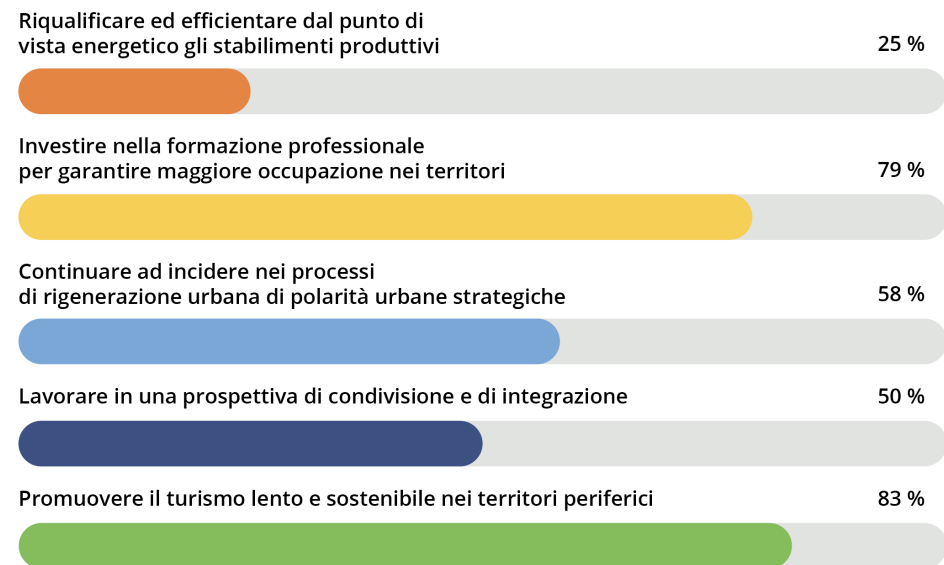 Riqualificare ed efficientare dal punto di
vista energetico gli stabilimenti produttivi
25 %
Investire nella formazione professionale
per garantire maggiore occupazione nei territori
79 %
Continuare ad incidere nei processi
di rigenerazione urbana di polarità urbane strategiche
58 %
Lavorare in una prospettiva di condivisione e di integrazione
50 %
Promuovere il turismo lento e sostenibile nei territori periferici
83 %